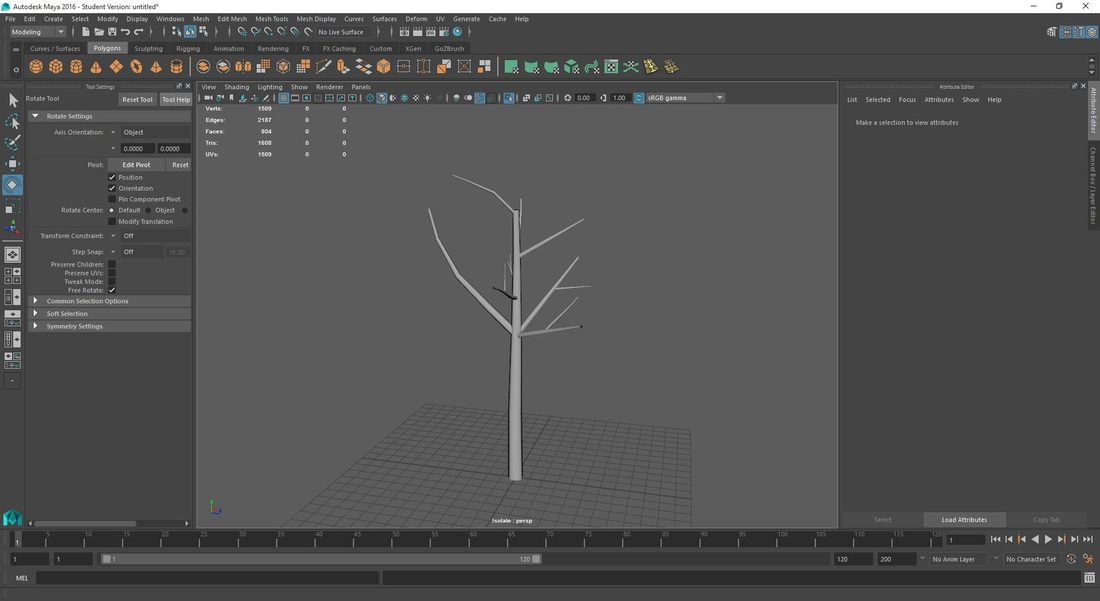 Autodesk Maya 2016 - Student Version: untitled*
File Edit Create Select Modify Display Windows Mesh Edit Mesh Mesh Tools Mesh Display Curves Surfaces Deform UV Generate Cache Help
Modeling
No Live Surface
Curves / Surfaces Polygons Sculpting Rigging Animation Rendering FX FX Caching Custom XGen GoZBrush
Tool Settings
Rotate Tool Reset Tool Tool Help
Rotate Settings
Axis Orientation: Object
0.0000 0.0000
Pivot: Edit Pivot Reset
Position
Orientation
Pin Component Pivot
Rotate Center: Default Object
Modify Translation
Transform Constraint: Off
Step Snap: Off 15.00
Preserve Children:
Preserve UVs:
Tweak Mode:
Free Rotate:
Common Selection Options
Soft Selection
Symmetry Settings
View Shading Lighting Show Renderer Panels
0.00 1.00 sRGB gamma
Verts: 1509 0 0
Edges: 2187 0 0
Faces: 804 0 0
Tris: 1608 0 0
UVs: 1509 0 0
Isolate : persp
Attribute Editor
List Selected Focus Attributes Show Help
Make a selection to view attributes
Attribute Editor
Channel Box / Layer Editor
Select Load Attributes Copy Tab
1 5 10 15 20 25 30 35 40 45 50 55 60 65 70 75 80 85 90 95 100 105 110 115 120 1
1 1 1 120 120 200 No Anim Layer No Character Set
MEL